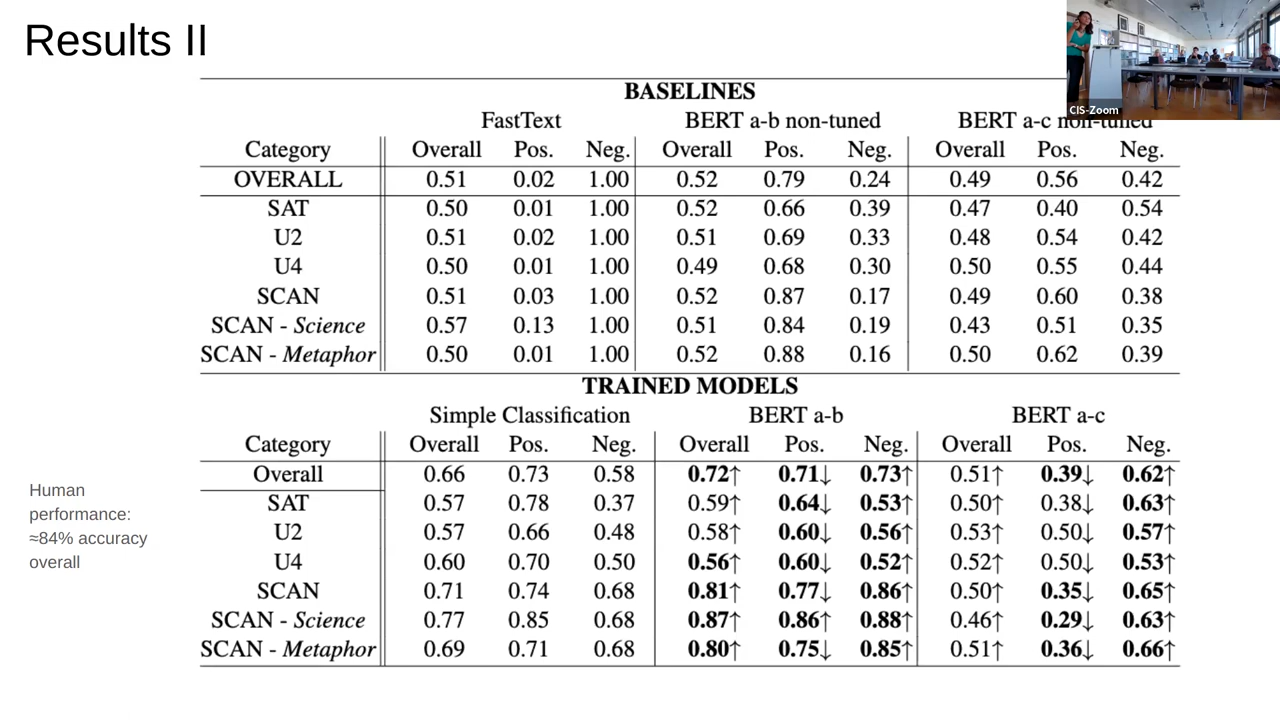 Results II
CIS-Zoom
BASELINES
FastText BERT a-b non-tuned BERT a-c non-tuned
Category Overall Pos. Neg. Overall Pos. Neg. Overall Pos. Neg.
OVERALL 0.51 0.02 1.00 0.52 0.79 0.24 0.49 0.56 0.42
SAT 0.50 0.01 1.00 0.52 0.66 0.39 0.47 0.40 0.54
U2 0.51 0.02 1.00 0.51 0.69 0.33 0.48 0.54 0.42
U4 0.50 0.01 1.00 0.49 0.68 0.30 0.50 0.55 0.44
SCAN 0.51 0.03 1.00 0.52 0.87 0.17 0.49 0.60 0.38
SCAN - Science 0.57 0.13 1.00 0.51 0.84 0.19 0.43 0.51 0.35
SCAN - Metaphor 0.50 0.01 1.00 0.52 0.88 0.16 0.50 0.62 0.39
TRAINED MODELS
Simple Classification BERT a-b BERT a-c
Category Overall Pos. Neg. Overall Pos. Neg. Overall Pos. Neg.
Overall 0.66 0.73 0.58 0.72↑ 0.71↓ 0.73↑ 0.51↑ 0.39↓ 0.62↑
SAT 0.57 0.78 0.37 0.59↑ 0.64↓ 0.53↑ 0.50↑ 0.38↓ 0.63↑
U2 0.57 0.66 0.48 0.58↑ 0.60↓ 0.56↑ 0.53↑ 0.50↓ 0.57↑
U4 0.60 0.70 0.50 0.56↑ 0.60↓ 0.52↑ 0.52↑ 0.50↓ 0.53↑
SCAN 0.71 0.74 0.68 0.81↑ 0.77↓ 0.86↑ 0.50↑ 0.35↓ 0.65↑
SCAN - Science 0.77 0.85 0.68 0.87↑ 0.86↑ 0.88↑ 0.46↑ 0.29↓ 0.63↑
SCAN - Metaphor 0.69 0.71 0.68 0.80↑ 0.75↓ 0.85↑ 0.51↑ 0.36↓ 0.66↑
Human
performance:
≈84% accuracy
overall